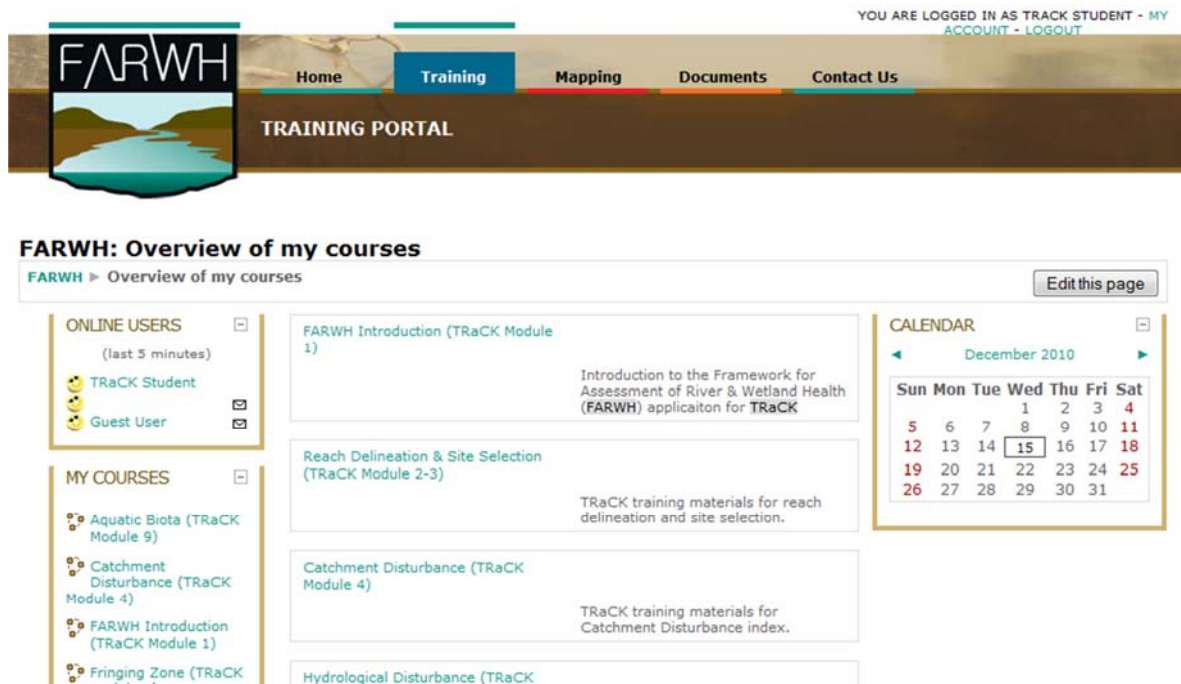 YOU ARE LOGGED IN AS TRACK STUDENT - MY
ACCOUNT - LOGOUT
FARWH
Home
Training
Mapping
Documents
Contact Us
TRAINING PORTAL
FARWH: Overview of my courses
FARWH ► Overview of my courses
Edit this page
ONLINE USERS
(last 5 minutes)
TRaCK Student
Guest User
MY COURSES
Aquatic Biota (TRaCK
Module 9)
Catchment
Disturbance (TRaCK
Module 4)
FARWH Introduction
(TRaCK Module 1)
Fringing Zone (TRaCK
FARWH Introduction (TRaCK Module
1)
Introduction to the Framework for
Assessment of River & Wetland Health
(FARWH) applicaiton for TRaCK
Reach Delineation & Site Selection
(TRaCK Module 2-3)
TRaCK training materials for reach
delineation and site selection.
Catchment Disturbance (TRaCK
Module 4)
TRaCK training materials for
Catchment Disturbance index.
Hydrological Disturbance (TRaCK
CALENDAR
◄ December 2010 ►
Sun Mon Tue Wed Thu Fri Sat
1 2 3 4
5 6 7 8 9 10 11
12 13 14 15 16 17 18
19 20 21 22 23 24 25
26 27 28 29 30 31